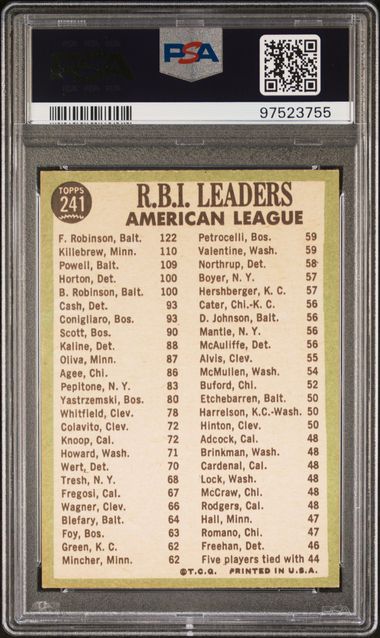 PSA
PSA
97523755
TOPPS
241
R.B.I. LEADERS
AMERICAN LEAGUE
F. Robinson, Balt. 122
Killebrew, Minn. 110
Powell, Balt. 109
Horton, Det. 100
B. Robinson, Balt. 100
Cash, Det. 93
Conigliaro, Bos. 93
Scott, Bos. 90
Kaline, Det. 88
Oliva, Minn. 87
Agee, Chi. 86
Pepitone, N. Y. 83
Yastrzemski, Bos. 80
Whitfield, Clev. 78
Colavito, Clev. 72
Knoop, Cal. 72
Howard, Wash. 71
Wert, Det. 70
Tresh, N. Y. 68
Fregosi, Cal. 67
Wagner, Clev. 66
Blefary, Balt. 64
Foy, Bos. 63
Green, K. C. 62
Mincher, Minn. 62
Petrocelli, Bos. 59
Valentine, Wash. 59
Northrup, Det. 58
Boyer, N. Y. 57
Hershberger, K. C. 57
Cater, Chi.-K. C. 56
D. Johnson, Balt. 56
Mantle, N. Y. 56
McAuliffe, Det. 56
Alvis, Clev. 55
McMullen, Wash. 54
Buford, Chi. 52
Etchebarren, Balt. 50
Harrelson, K.C.-Wash. 50
Hinton, Clev. 50
Adcock, Cal. 48
Brinkman, Wash. 48
Cardenal, Cal. 48
Lock, Wash. 48
McCraw, Chi. 48
Rodgers, Cal. 48
Hall, Minn. 47
Romano, Chi. 47
Freehan, Det. 46
Five players tied with 44
©T.C.G. PRINTED IN U.S.A.